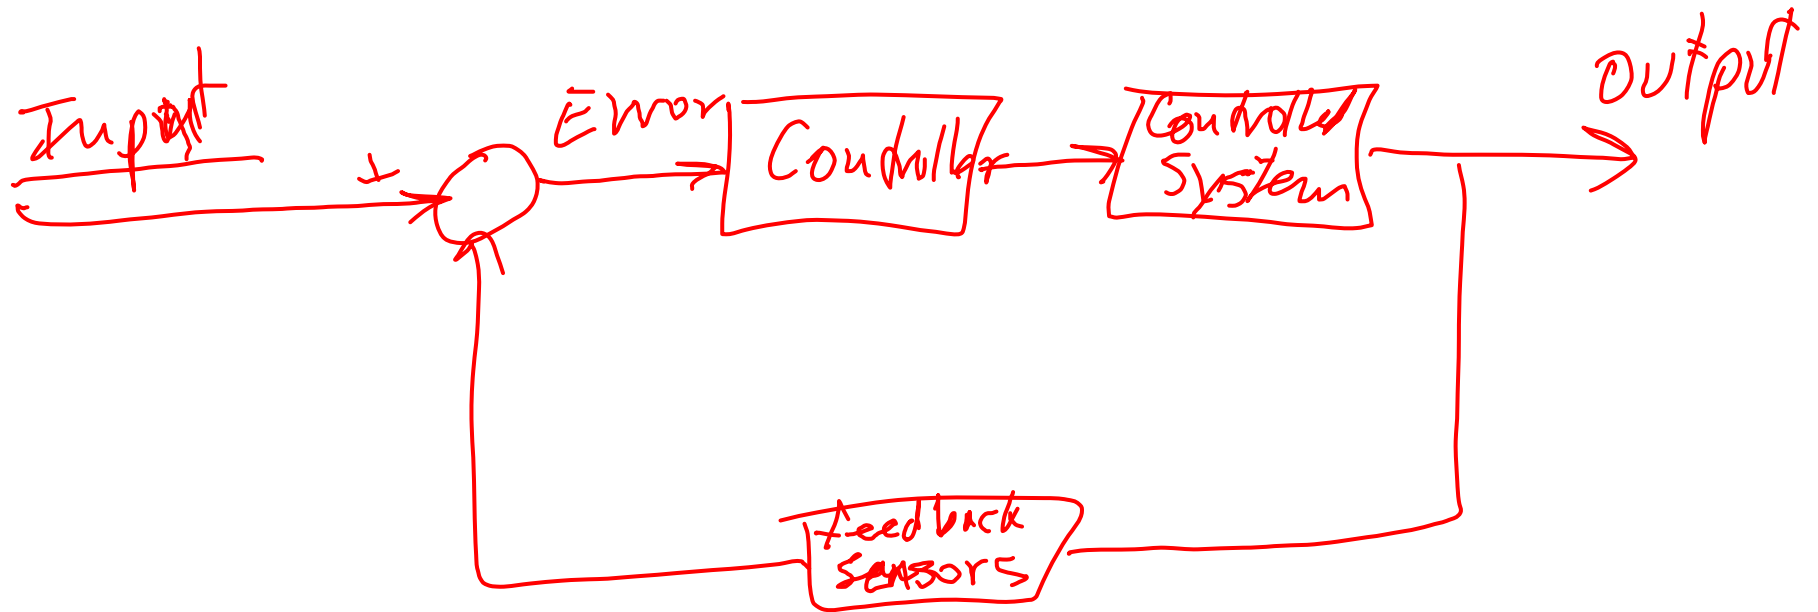 Input
+
Error
Controller
Controlled
System
Output
feedback
sensors